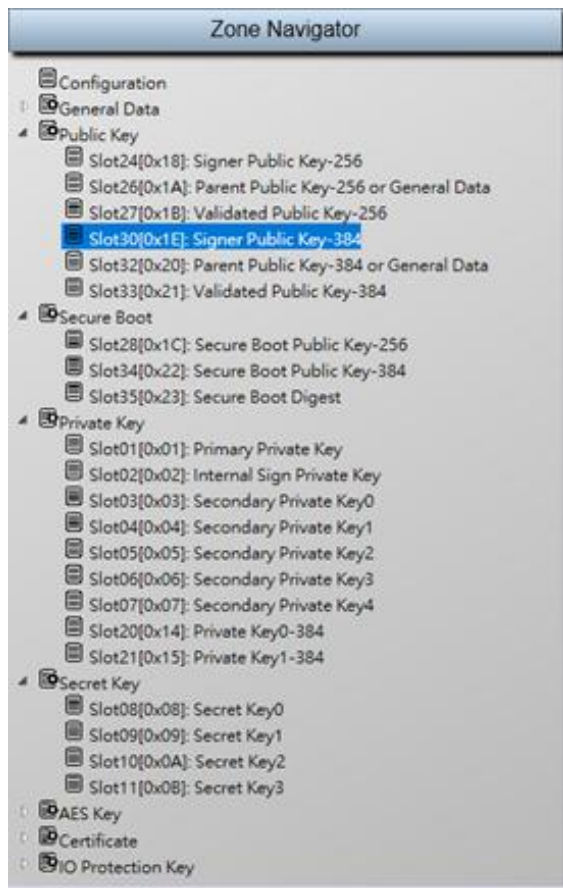 Zone Navigator
Configuration
General Data
Public Key
Slot24[0x18]: Signer Public Key-256
Slot26[0x1A]: Parent Public Key-256 or General Data
Slot27[0x1B]: Validated Public Key-256
Slot30[0x1E]: Signer Public Key-384
Slot32[0x20]: Parent Public Key-384 or General Data
Slot33[0x21]: Validated Public Key-384
Secure Boot
Slot28[0x1C]: Secure Boot Public Key-256
Slot34[0x22]: Secure Boot Public Key-384
Slot35[0x23]: Secure Boot Digest
Private Key
Slot01[0x01]: Primary Private Key
Slot02[0x02]: Internal Sign Private Key
Slot03[0x03]: Secondary Private Key0
Slot04[0x04]: Secondary Private Key1
Slot05[0x05]: Secondary Private Key2
Slot06[0x06]: Secondary Private Key3
Slot07[0x07]: Secondary Private Key4
Slot20[0x14]: Private Key0-384
Slot21[0x15]: Private Key1-384
Secret Key
Slot08[0x08]: Secret Key0
Slot09[0x09]: Secret Key1
Slot10[0x0A]: Secret Key2
Slot11[0x0B]: Secret Key3
AES Key
Certificate
IO Protection Key